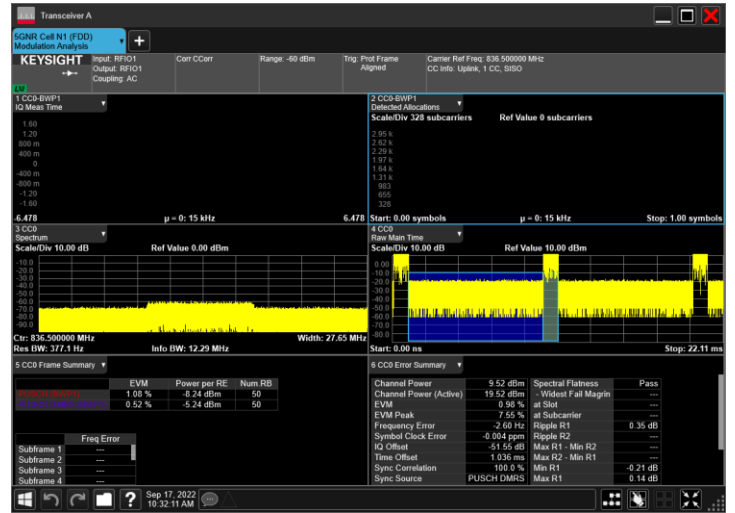 Transceiver A
5GNR Cell N1 (FDD)
Modulation Analysis
KEYSIGHT
Input: RFIO1
Output: RFIO1
Coupling: AC
Corr CCorr
Range: -60 dBm
Trig: Prot Frame
Aligned
Carrier Ref Freq: 836.500000 MHz
CC Info: Uplink, 1 CC, SISO
1 CC0-BWP1
IQ Meas Time
1.60
1.20
800 m
400 m
0
-400 m
-800 m
-1.20
-1.60
-6.478 µ = 0: 15 kHz 6.478
2 CC0-BWP1
Detected Allocations
Scale/Div 328 subcarriers Ref Value 0 subcarriers
2.95 k
2.62 k
2.29 k
1.97 k
1.64 k
1.31 k
983
655
328
Start: 0.00 symbols µ = 0: 15 kHz Stop: 1.00 symbols
3 CC0
Spectrum
Scale/Div 10.00 dB Ref Value 0.00 dBm
-10.0
-20.0
-30.0
-40.0
-50.0
-60.0
-70.0
-80.0
-90.0
Ctr: 836.500000 MHz Width: 27.65 MHz
Res BW: 377.1 Hz Info BW: 12.29 MHz
4 CC0
Raw Main Time
Scale/Div 10.00 dB Ref Value 10.00 dBm
0.00
-10.0
-20.0
-30.0
-40.0
-50.0
-60.0
-70.0
-80.0
Start: 0.00 ns Stop: 22.11 ms
5 CC0 Frame Summary
EVM Power per RE Num.RB
1.08 % -8.24 dBm 50
0.52 % -5.24 dBm 50
Freq Error
Subframe 1 ---
Subframe 2 ---
Subframe 3 ---
Subframe 4 ---
6 CC0 Error Summary
Channel Power 9.52 dBm Spectral Flatness Pass
Channel Power (Active) 19.52 dBm - Widest Fail Magrin ---
EVM 0.98 % at Slot ---
EVM Peak 7.55 % at Subcarrier ---
Frequency Error -2.60 Hz Ripple R1 0.35 dB
Symbol Clock Error -0.004 ppm Ripple R2 ---
IQ Offset -51.55 dB Max R1 - Min R2 ---
Time Offset 1.036 ms Max R2 - Min R1 ---
Sync Correlation 100.0 % Min R1 -0.21 dB
Sync Source PUSCH DMRS Max R1 0.14 dB
Sep 17, 2022
10:32:11 AM